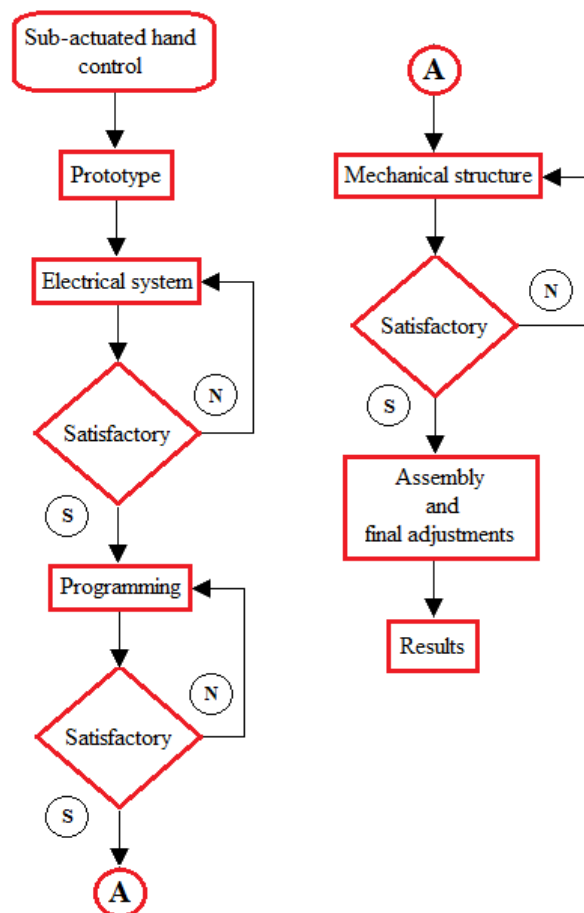 Sub-actuated hand
control
Prototype
Electrical system
N
Satisfactory
S
Programming
N
Satisfactory
S
A
A
Mechanical structure
N
Satisfactory
S
Assembly
and
final adjustments
Results